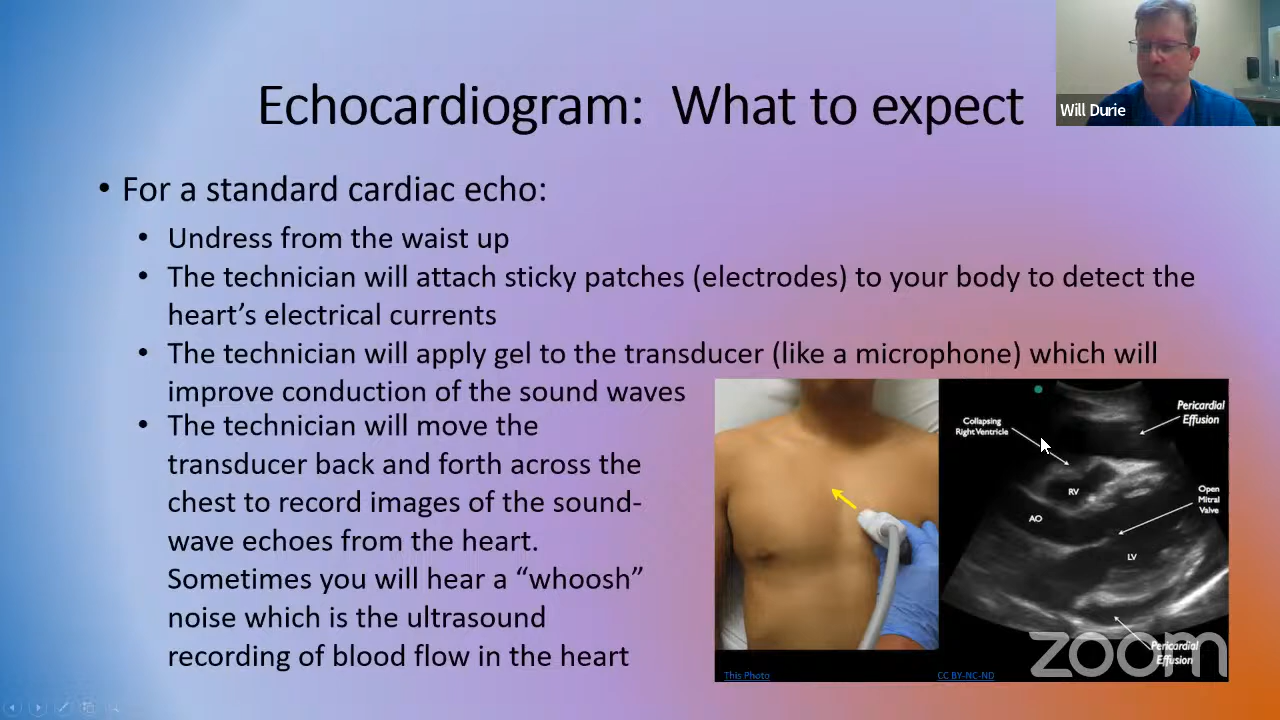 Echocardiogram: What to expect
Will Durie
• For a standard cardiac echo:
• Undress from the waist up
• The technician will attach sticky patches (electrodes) to your body to detect the
heart’s electrical currents
• The technician will apply gel to the transducer (like a microphone) which will
improve conduction of the sound waves
• The technician will move the
transducer back and forth across the
chest to record images of the sound-
wave echoes from the heart.
Sometimes you will hear a “whoosh”
noise which is the ultrasound
recording of blood flow in the heart
Collapsing
Right Ventricle
Pericardial
Effusion
RV
Open
Mitral
Valve
AO
LV
Pericardial
Effusion
zoom
This Photo
CC BY-NC-ND